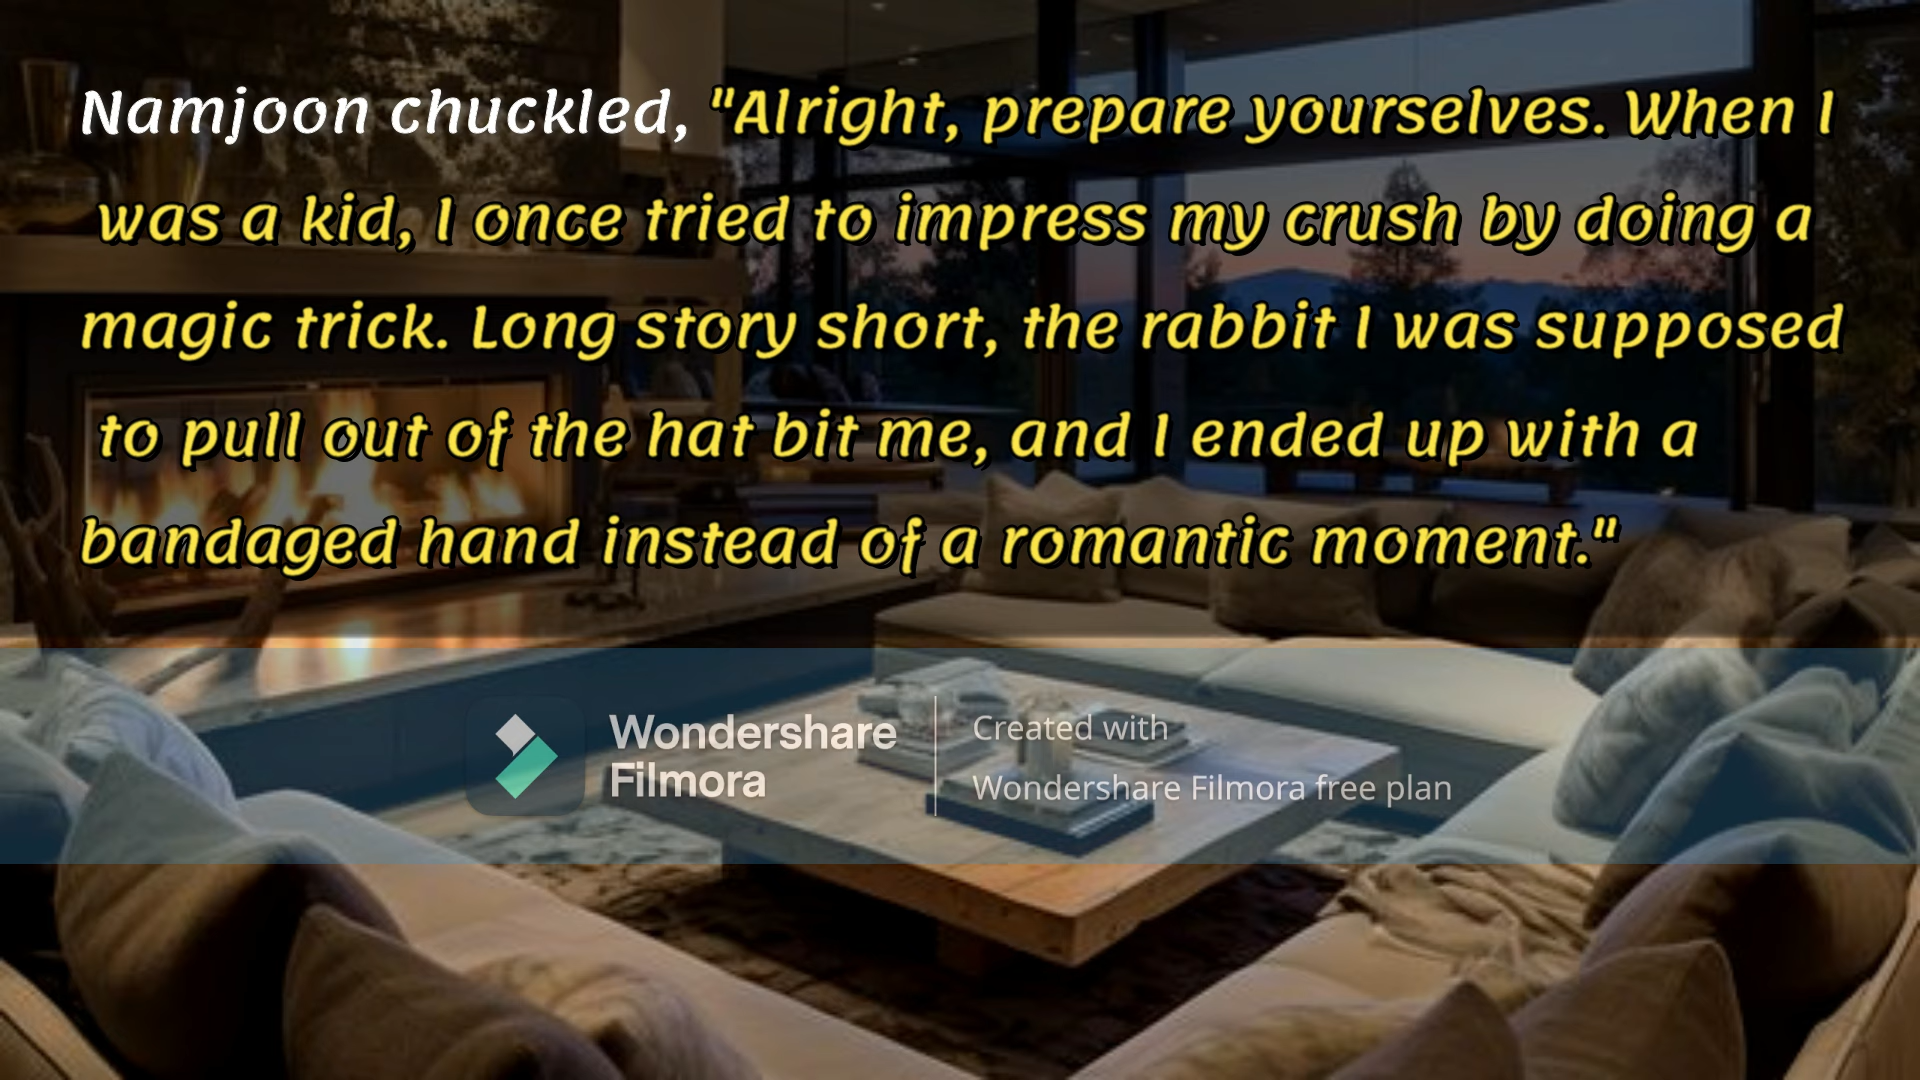 Namjoon chuckled, "Alright, prepare yourselves. When I
was a kid, I once tried to impress my crush by doing a
magic trick. Long story short, the rabbit I was supposed
to pull out of the hat bit me, and I ended up with a
bandaged hand instead of a romantic moment."
Wondershare
Filmora
Created with
Wondershare Filmora free plan